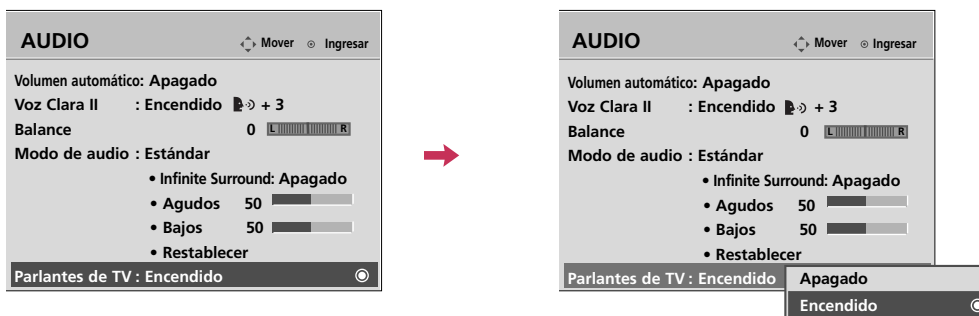 AUDIO
Mover
Ingresar
Volumen automático: Apagado
Voz Clara II : Encendido + 3
Balance 0 L R
Modo de audio : Estándar
• Infinite Surround: Apagado
• Agudos 50
• Bajos 50
• Restablecer
Parlantes de TV : Encendido
AUDIO
Mover
Ingresar
Volumen automático: Apagado
Voz Clara II : Encendido + 3
Balance 0 L R
Modo de audio : Estándar
• Infinite Surround: Apagado
• Agudos 50
• Bajos 50
• Restablecer
Parlantes de TV : Encendido
Apagado
Encendido